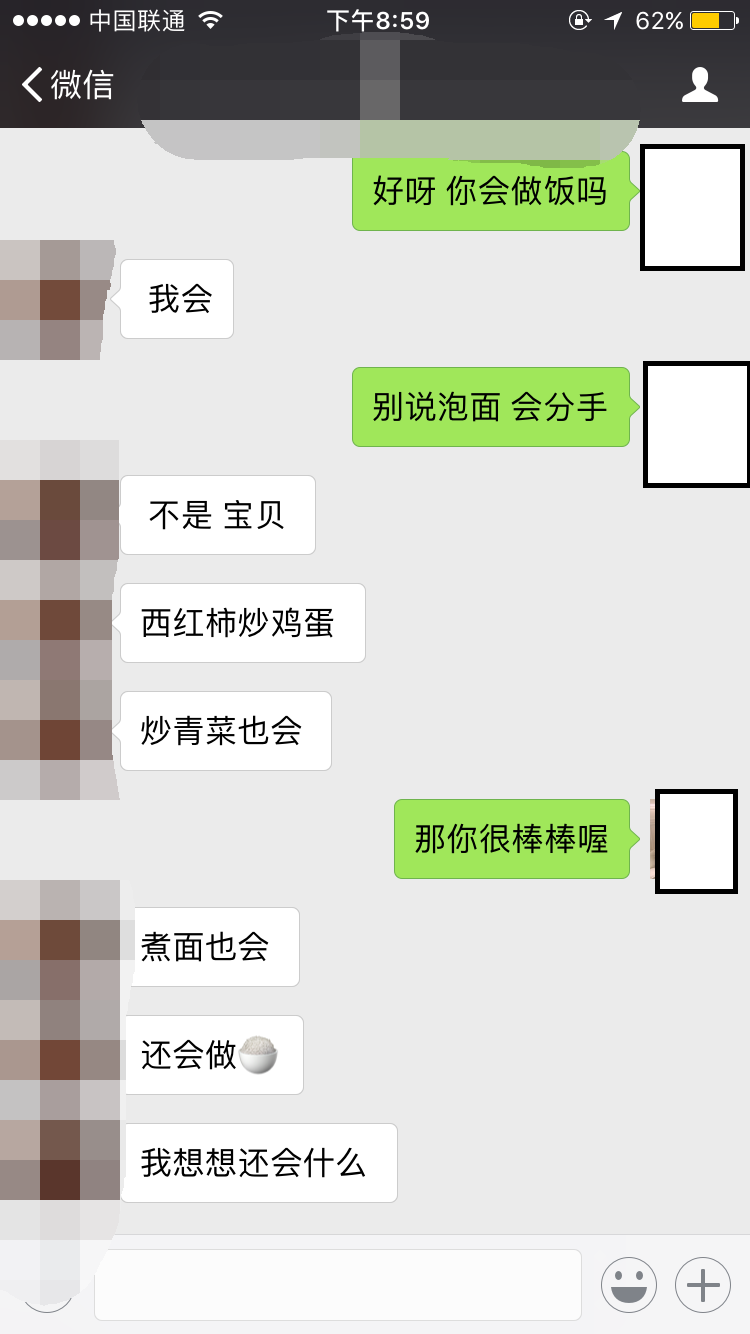 中国联通 下午8:59 62%
微信
好呀 你会做饭吗
我会
别说泡面 会分手
不是 宝贝
西红柿炒鸡蛋
炒青菜也会
那你很棒棒喔
煮面也会
还会做🍚
我想想还会什么